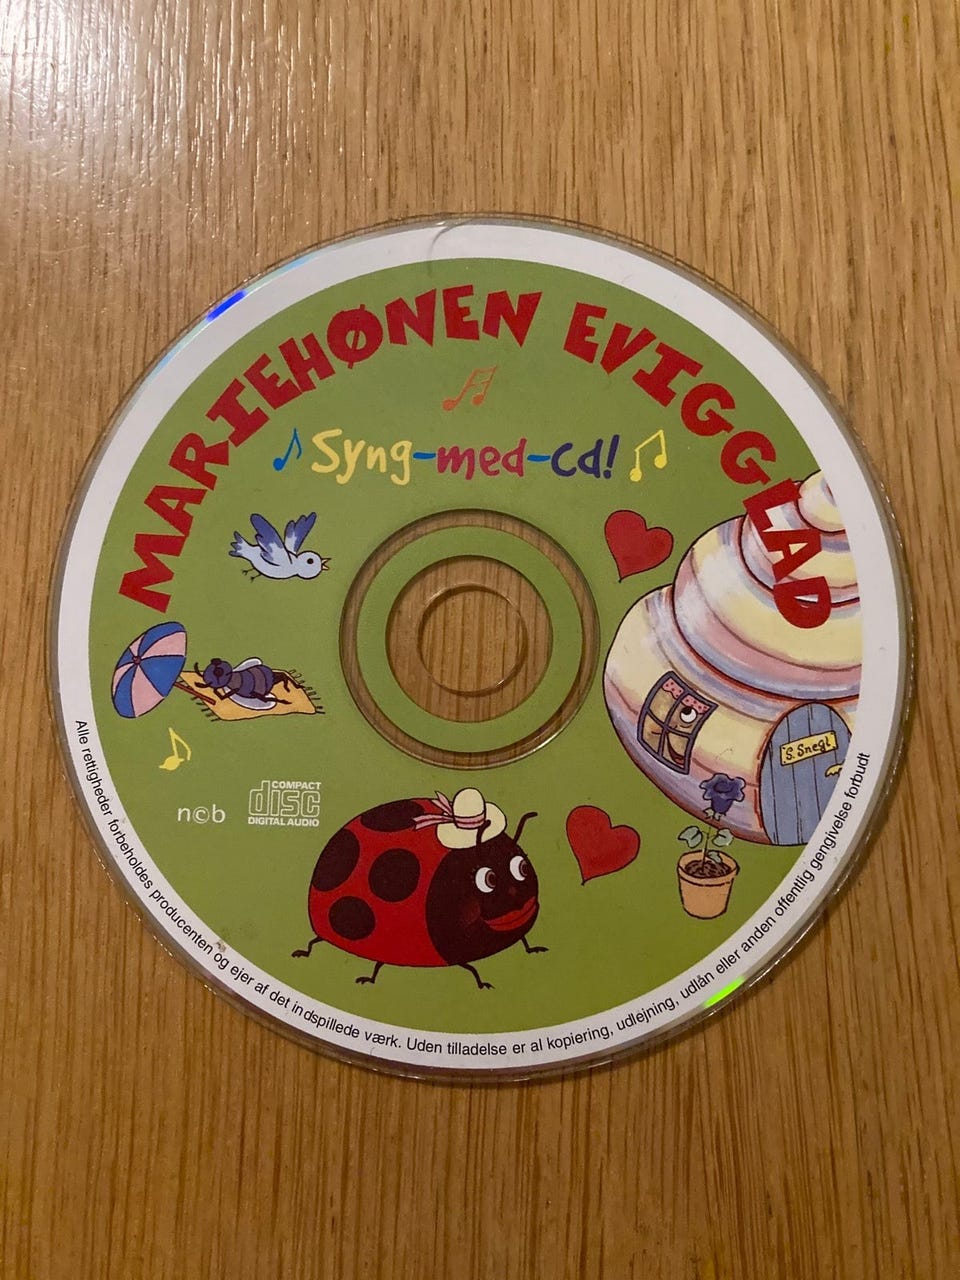 MARIEHØNEN EVIGGLAD
Syng-med-cd!
S. Snegl
n©b
COMPACT
disc
DIGITAL AUDIO
Alle rettigheder forbeholdes producenten og ejer af det indspillede værk. Uden tilladelse er al kopiering, udlejning, udlån eller anden offentlig gengivelse forbudt